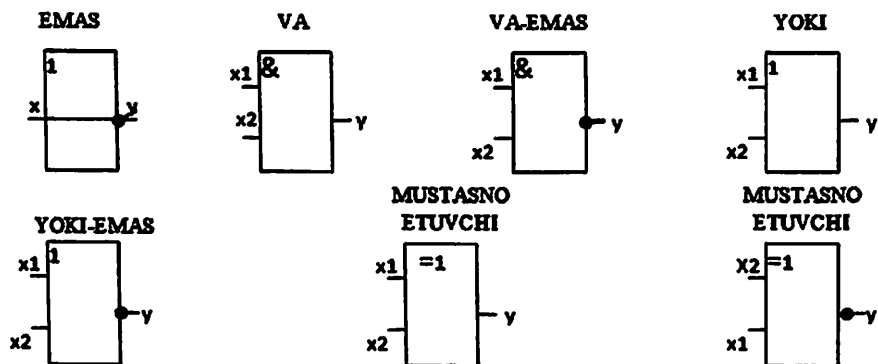 EMAS
1
x
y
VA
&
x1
x2
y
VA-EMAS
&
x1
x2
y
YOKI
1
x1
x2
y
YOKI-EMAS
1
x1
x2
y
MUSTASNO
ETUVCHI
=1
x1
x2
y
MUSTASNO
ETUVCHI
X2
=1
x1
y